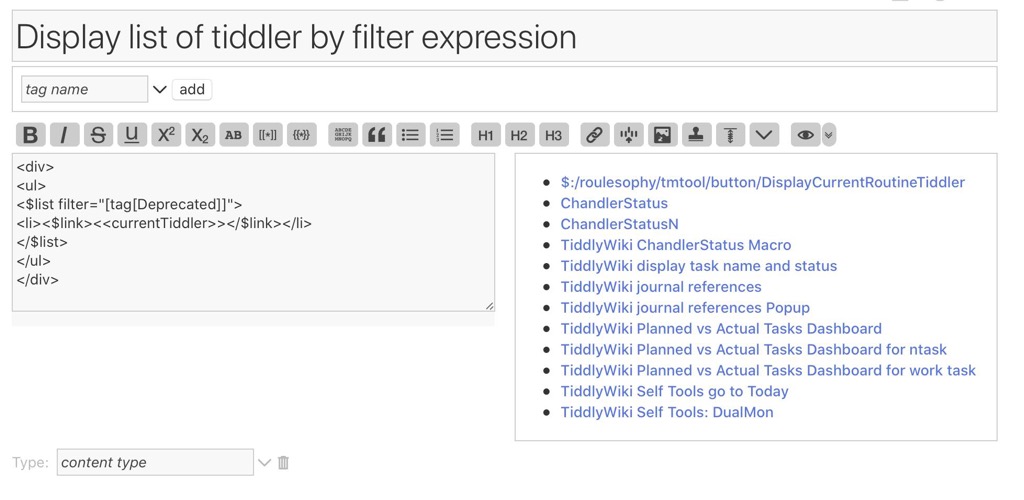 Display list of tiddler by filter expression
tag name add
B I S U X² X₂ AB [[*]] {{*}} H1 H2 H3
<div>
<ul>
<$list filter="[tag[Deprecated]]">
<li><$link><<currentTiddler>></$link></li>
</$list>
</ul>
</div>
$:/roulesophy/tmtool/button/DisplayCurrentRoutineTiddler
ChandlerStatus
ChandlerStatusN
TiddlyWiki ChandlerStatus Macro
TiddlyWiki display task name and status
TiddlyWiki journal references
TiddlyWiki journal references Popup
TiddlyWiki Planned vs Actual Tasks Dashboard
TiddlyWiki Planned vs Actual Tasks Dashboard for ntask
TiddlyWiki Planned vs Actual Tasks Dashboard for work task
TiddlyWiki Self Tools go to Today
TiddlyWiki Self Tools: DualMon
Type: content type